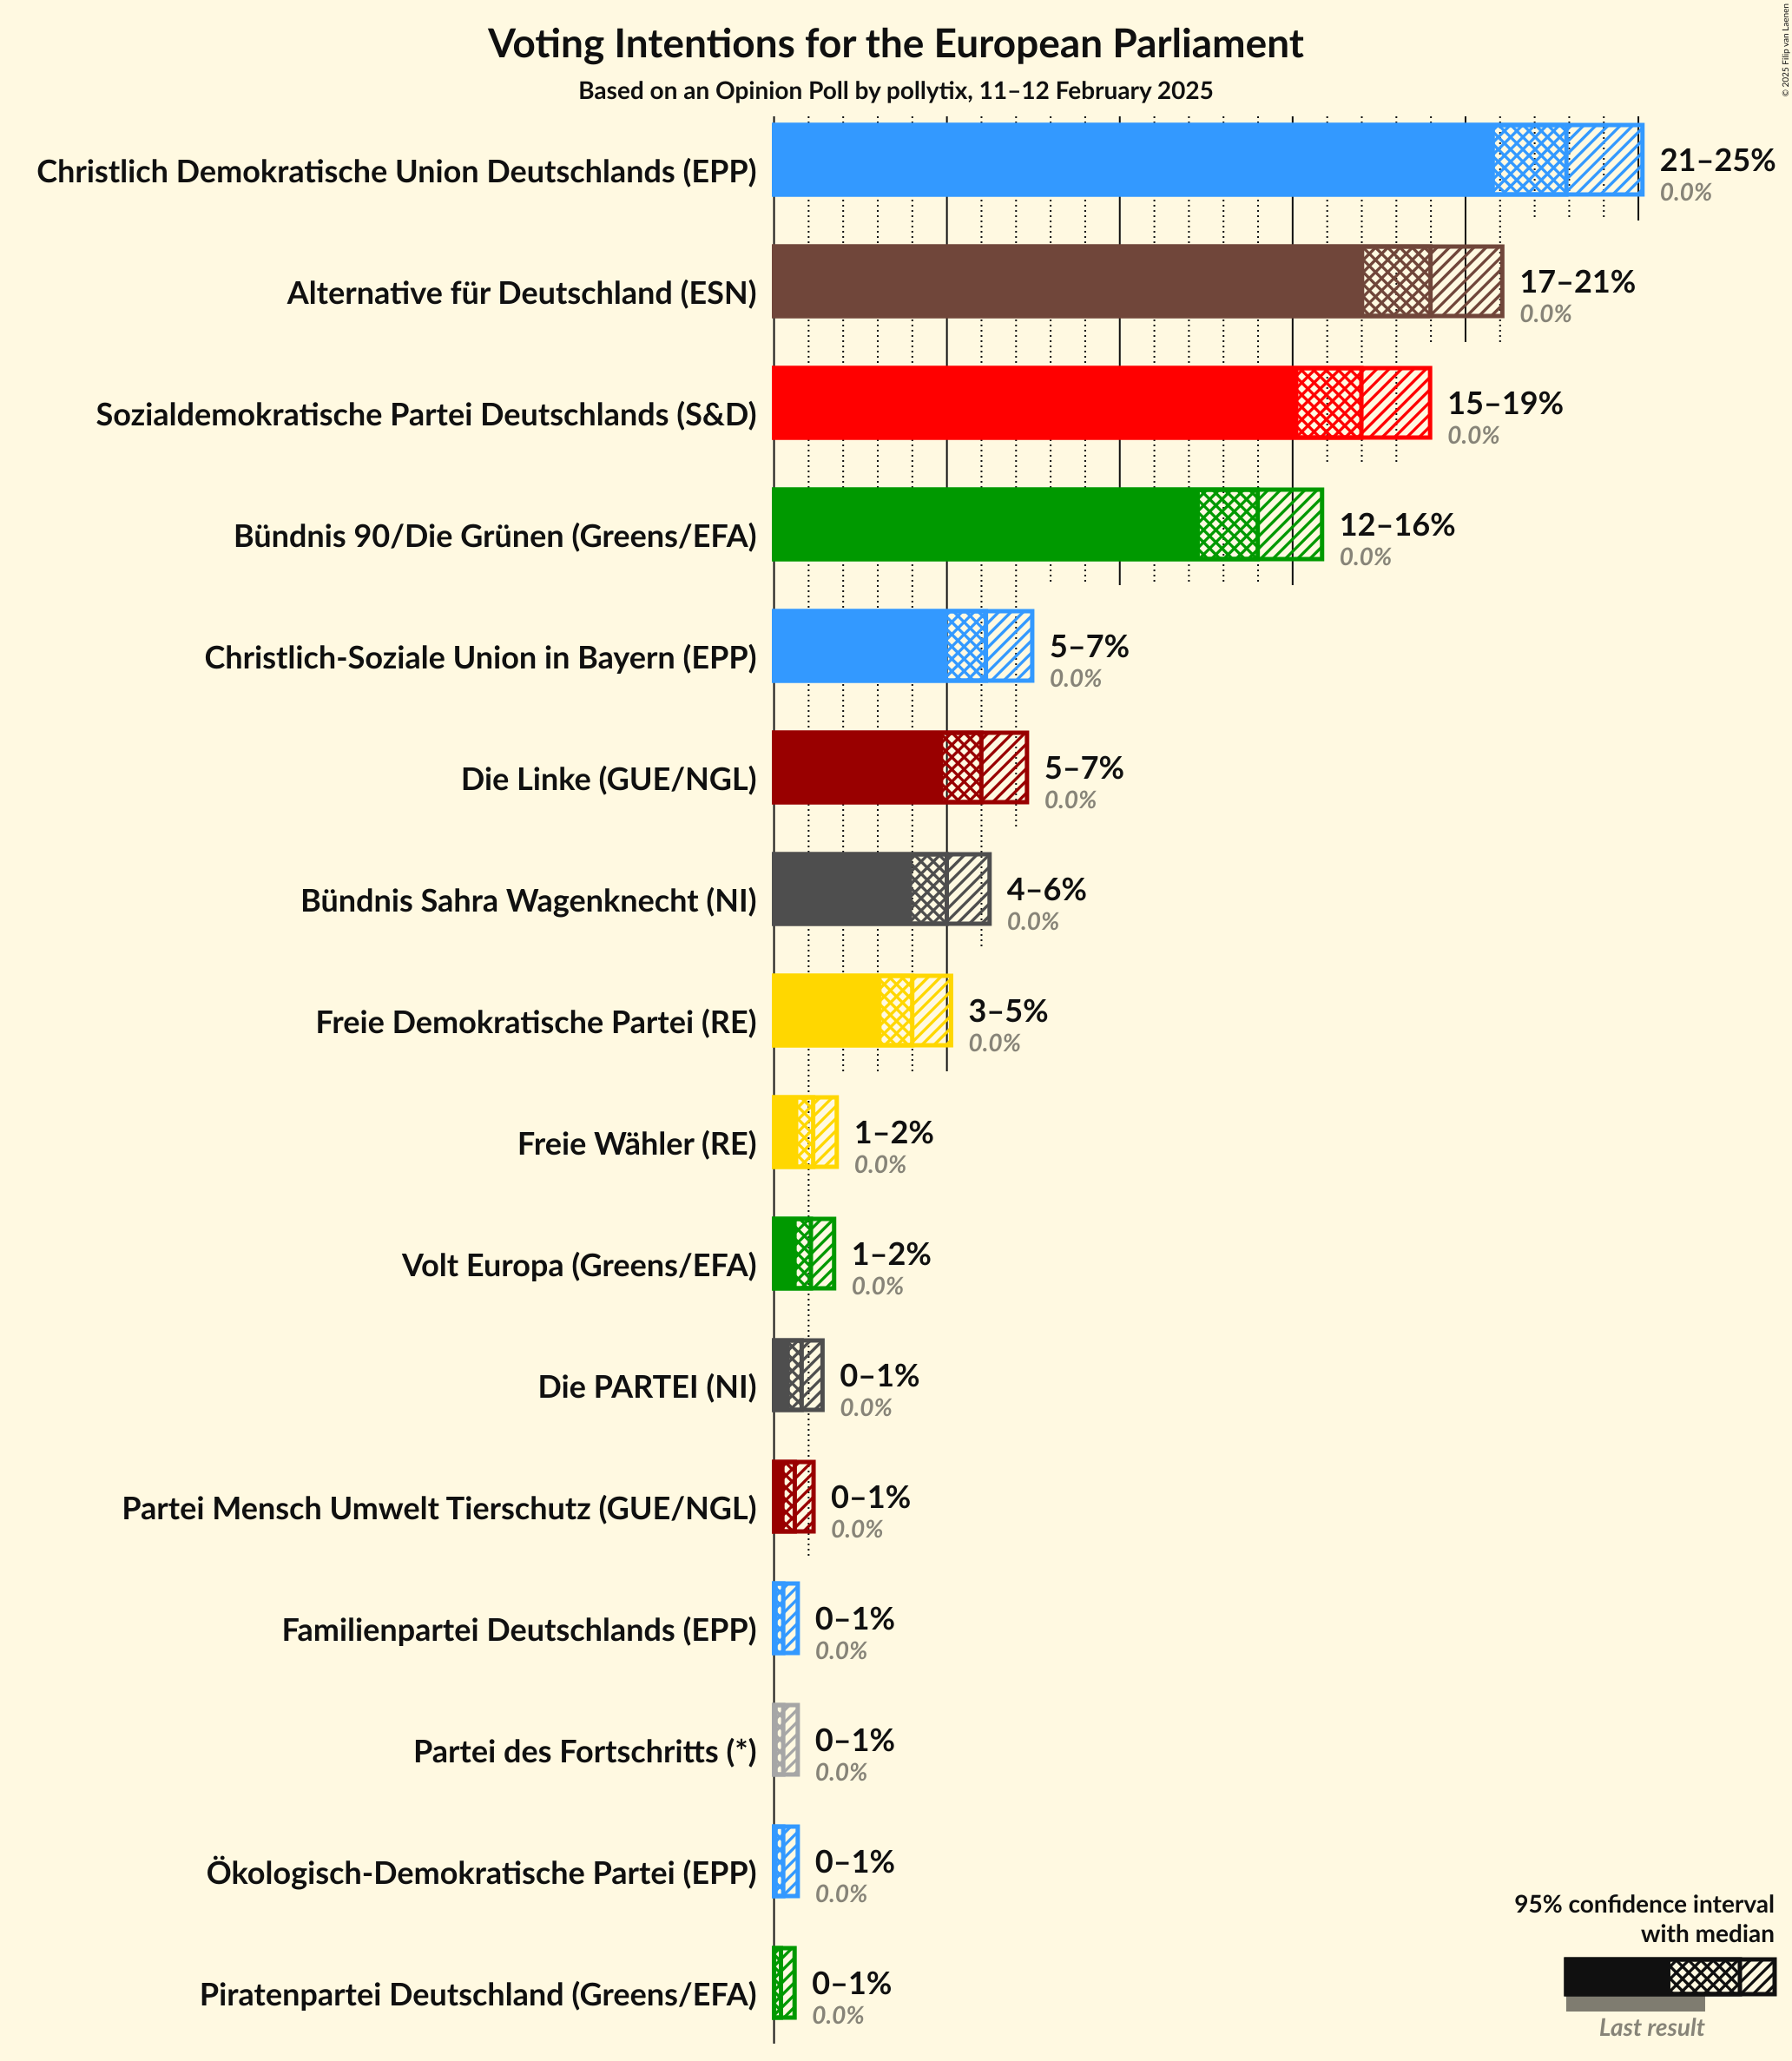 Voting Intentions for the European Parliament
Based on an Opinion Poll by pollytix, 11–12 February 2025
© 2025 Filip van Laenen
Christlich Demokratische Union Deutschlands (EPP)
21–25%
0.0%
Alternative für Deutschland (ESN)
17–21%
0.0%
Sozialdemokratische Partei Deutschlands (S&D)
15–19%
0.0%
Bündnis 90/Die Grünen (Greens/EFA)
12–16%
0.0%
Christlich-Soziale Union in Bayern (EPP)
5–7%
0.0%
Die Linke (GUE/NGL)
5–7%
0.0%
Bündnis Sahra Wagenknecht (NI)
4–6%
0.0%
Freie Demokratische Partei (RE)
3–5%
0.0%
Freie Wähler (RE)
1–2%
0.0%
Volt Europa (Greens/EFA)
1–2%
0.0%
Die PARTEI (NI)
0–1%
0.0%
Partei Mensch Umwelt Tierschutz (GUE/NGL)
0–1%
0.0%
Familienpartei Deutschlands (EPP)
0–1%
0.0%
Partei des Fortschritts (*)
0–1%
0.0%
Ökologisch-Demokratische Partei (EPP)
0–1%
0.0%
Piratenpartei Deutschland (Greens/EFA)
0–1%
0.0%
95% confidence interval
with median
Last result